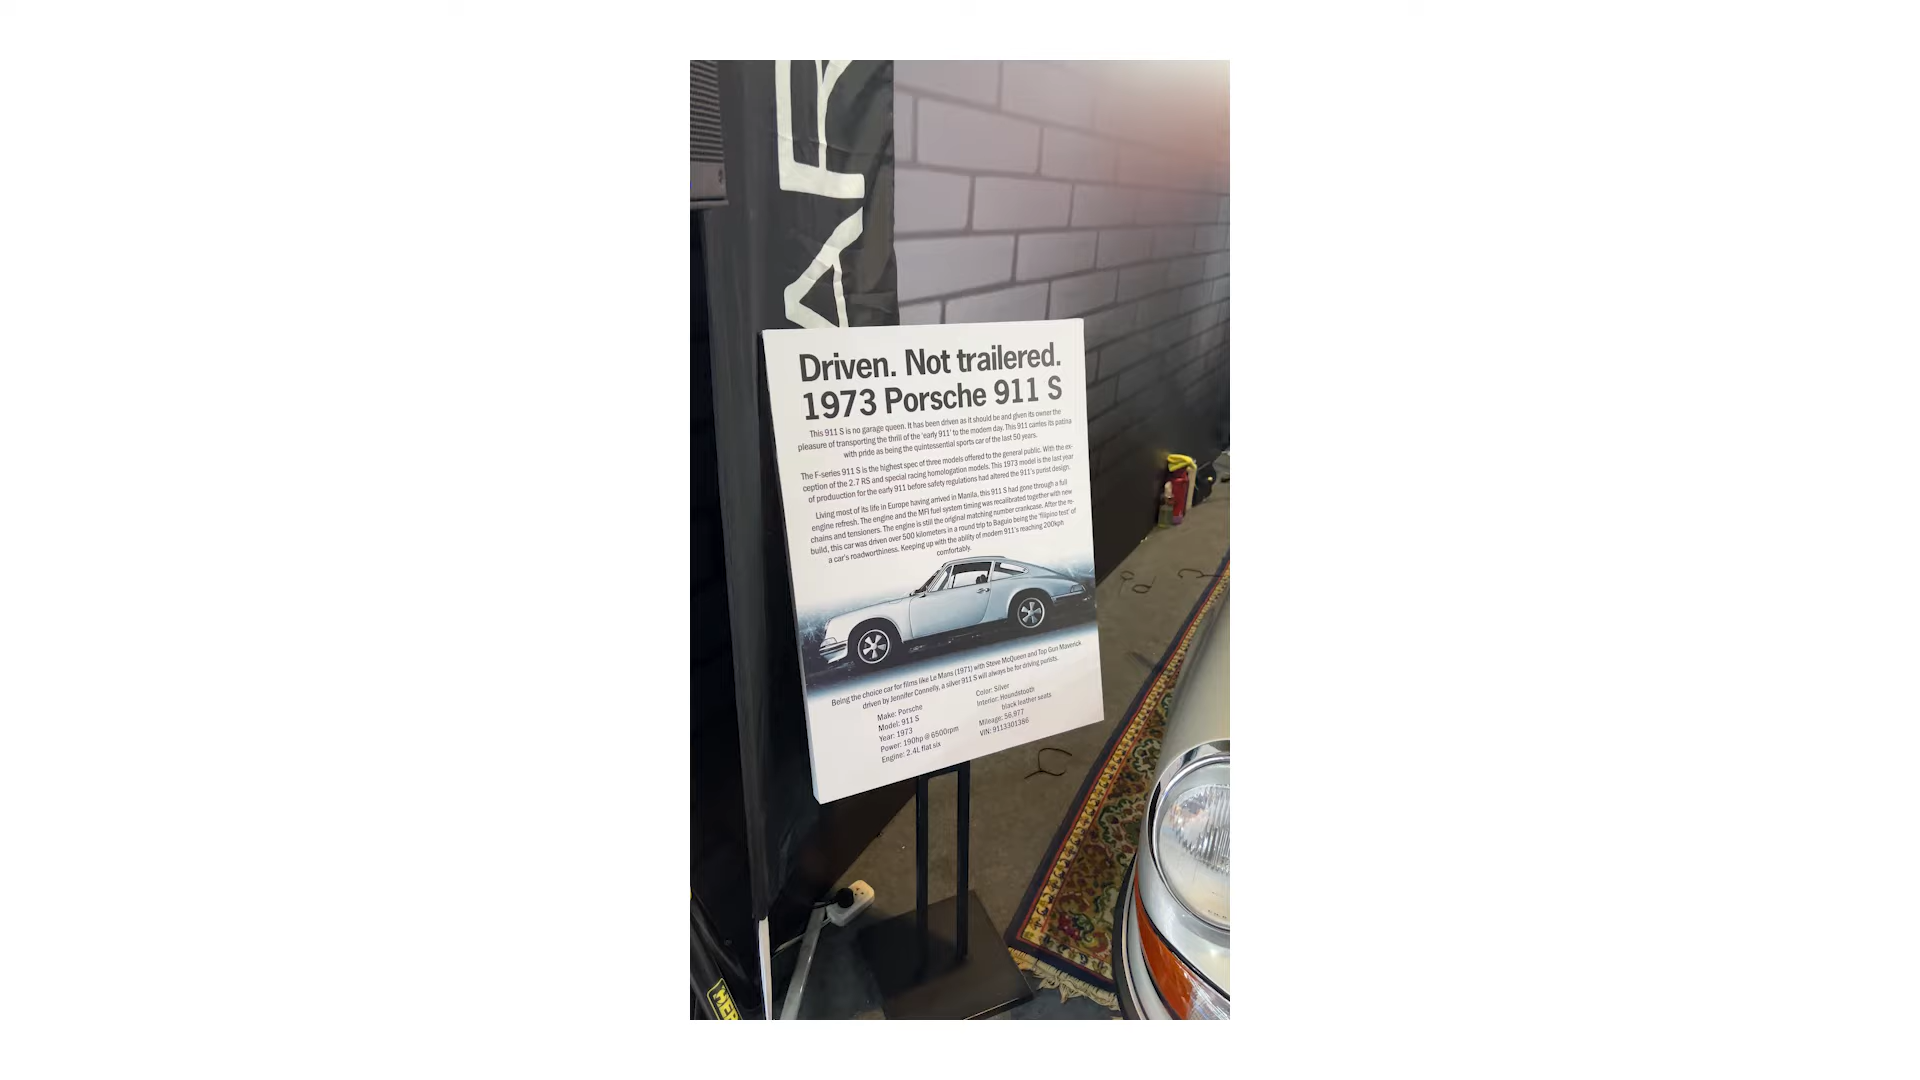 AR
Driven. Not trailered.
1973 Porsche 911 S
This 911 S is no garage queen. It has been driven as it should be and given its owner the
pleasure of transporting the thrill of the 'early 911' to the modern day. This 911 carries its patina
with pride as being the quintessential sports car of the last 50 years.
The F-series 911 S is the highest spec of three models offered to the general public. With the ex-
ception of the 2.7 RS and special racing homologation models. This 1973 model is the last year
of production for the early 911 before safety regulations had altered the 911's purist design.
Living most of its life in Europe having arrived in Manila, this 911 S had gone through a full
engine refresh. The engine and the MFI fuel system timing was recalibrated together with new
chains and tensioners. The engine is still the original matching number crankcase. After the re-
build, this car was driven over 500 kilometers in a round trip to Baguio being the 'filipino test' of
a car's roadworthiness. Keeping up with the ability of modern 911's reaching 200kph
comfortably.
Being the choice car for films like Le Mans (1971) with Steve McQueen and Top Gun Maverick
driven by Jennifer Connelly, a silver 911 S will always be for driving purists.
Make: Porsche
Model: 911 S
Year: 1973
Power: 190hp @ 6500rpm
Engine: 2.4L flat six
Color: Silver
Interior: Houndstooth
black leather seats
Mileage: 56,977
VIN: 9113301386